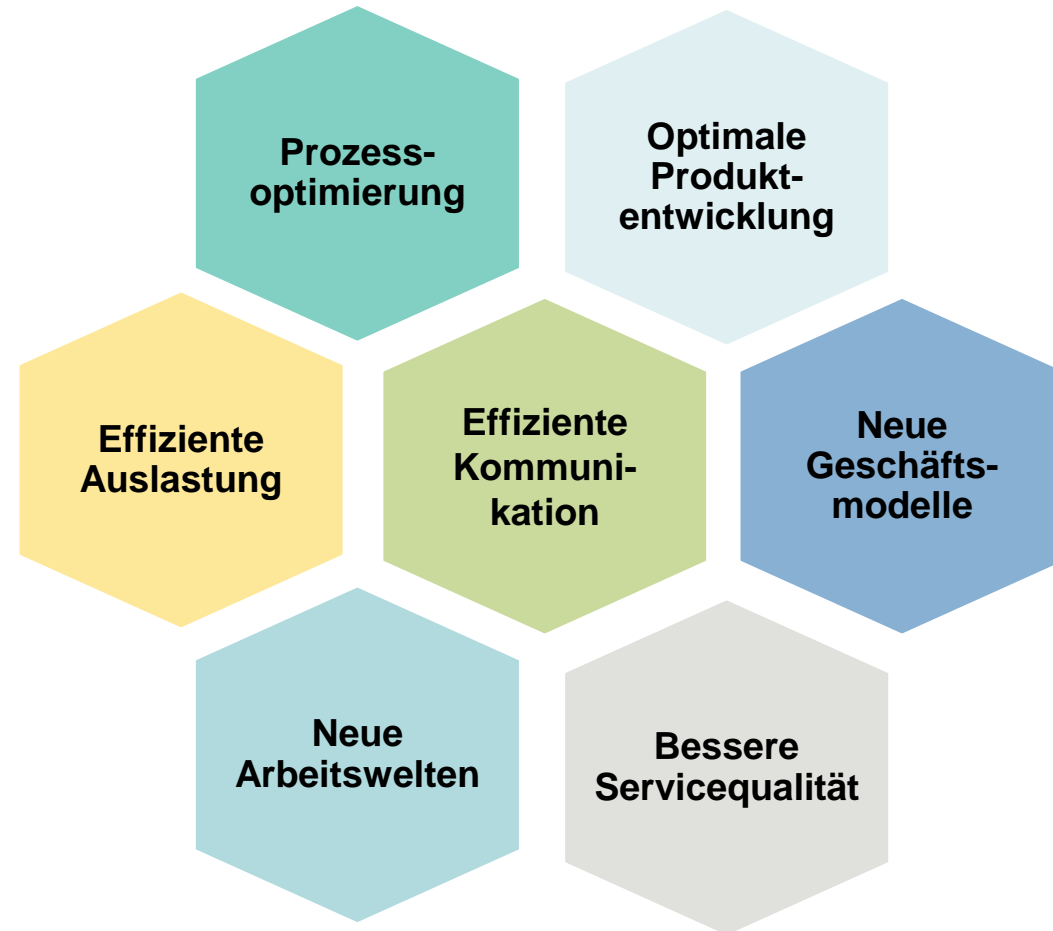 Prozess-
optimierung
Optimale
Produkt-
entwicklung
Effiziente
Auslastung
Effiziente
Kommuni-
kation
Neue
Geschäfts-
modelle
Neue
Arbeitswelten
Bessere
Servicequalität